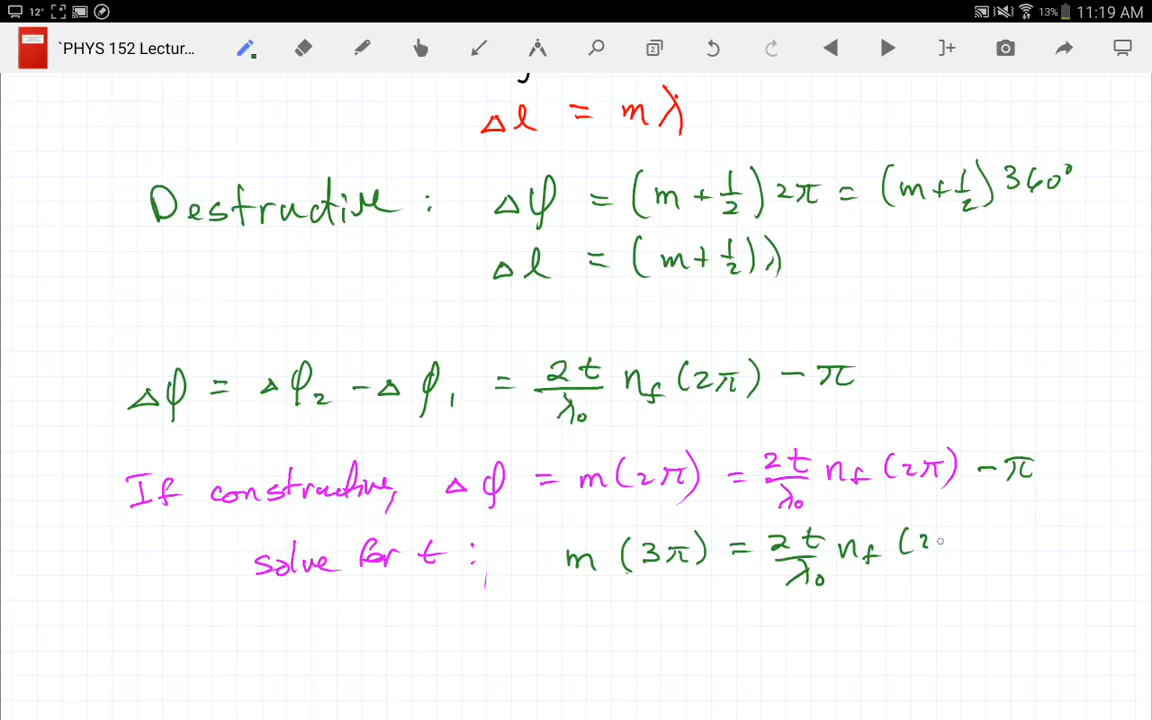 12° 13% 11:19 AM
`PHYS 152 Lectur...
Δl = mλ
Destructive : Δφ = (m + 1/2) 2π = (m + 1/2) 360°
Δl = (m + 1/2) λ
Δφ = Δφ₂ - Δφ₁ = 2t/λ₀ n_f (2π) - π
If constructive, Δφ = m(2π) = 2t/λ₀ n_f (2π) - π
solve for t : m (3π) = 2t/λ₀ n_f (2